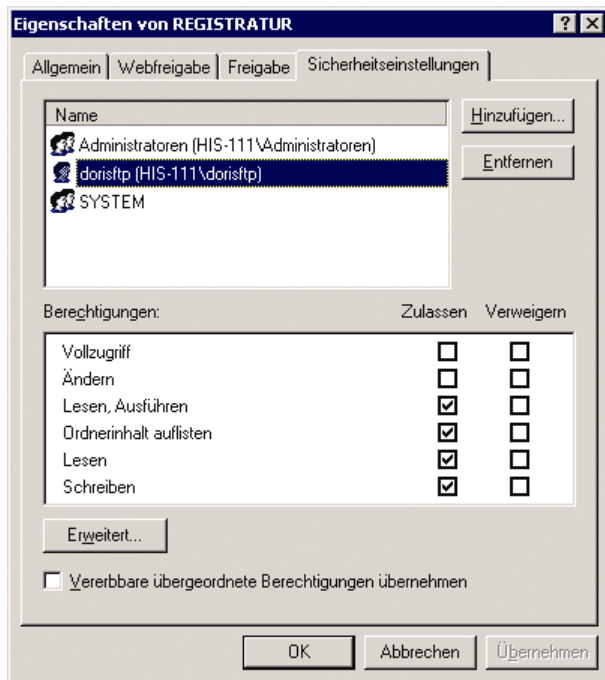 Eigenschaften von REGISTRATUR
Allgemein Webfreigabe Freigabe Sicherheitseinstellungen
Name
Hinzufügen...
Administratoren (HIS-111\Administratoren)
dorisftp (HIS-111\dorisftp)
Entfernen
SYSTEM
Berechtigungen: Zulassen Verweigern
Vollzugriff
Ändern
Lesen, Ausführen
Ordnerinhalt auflisten
Lesen
Schreiben
Erweitert...
Vererbbare übergeordnete Berechtigungen übernehmen
OK Abbrechen Übernehmen